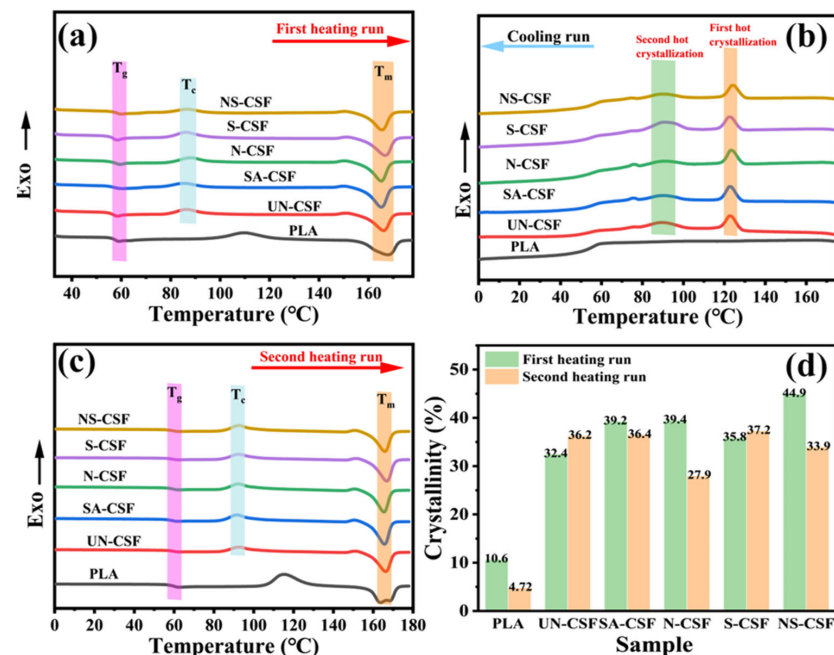 (a)
First heating run
Tg
Tc
Tm
NS-CSF
S-CSF
N-CSF
SA-CSF
UN-CSF
PLA
Exo
40 60 80 100 120 140 160
Temperature (℃)
(b)
Cooling run
Second hot
crystallization
First hot
crystallization
NS-CSF
S-CSF
N-CSF
SA-CSF
UN-CSF
PLA
Exo
0 20 40 60 80 100 120 140 160
Temperature (℃)
(c)
Second heating run
Tg
Tc
Tm
NS-CSF
S-CSF
N-CSF
SA-CSF
UN-CSF
PLA
Exo
0 20 40 60 80 100 120 140 160 180
Temperature (℃)
(d)
First heating run
Second heating run
Crystallinity (%)
50
40
30
20
10
0
10.6
4.72
32.4
36.2
39.2
36.4
39.4
27.9
35.8
37.2
44.9
33.9
PLA UN-CSF SA-CSF N-CSF S-CSF NS-CSF
Sample